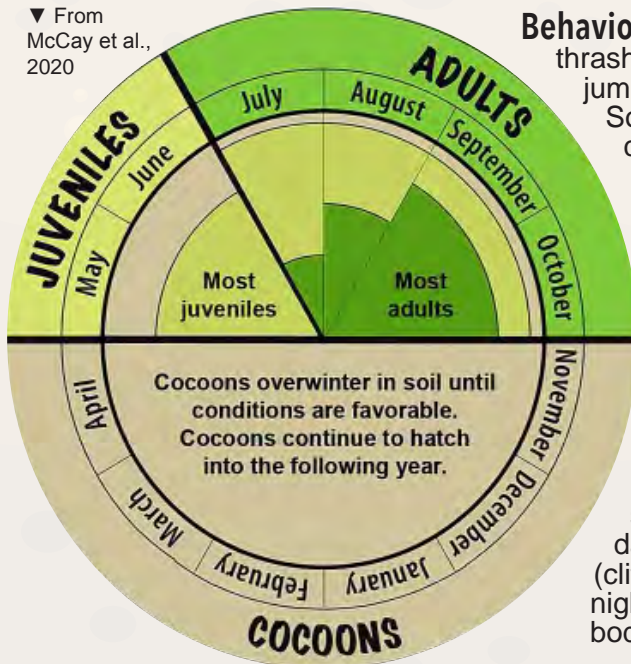 ▼ From
McCay et al.,
2020
JUVENILES
ADULTS
May
June
July
August
September
October
Most
juveniles
Most
adults
Cocoons overwinter in soil until
conditions are favorable.
Cocoons continue to hatch
into the following year.
November
December
January
February
March
April
COCOONS
Behavio
thrash
jum
(cli
nigh